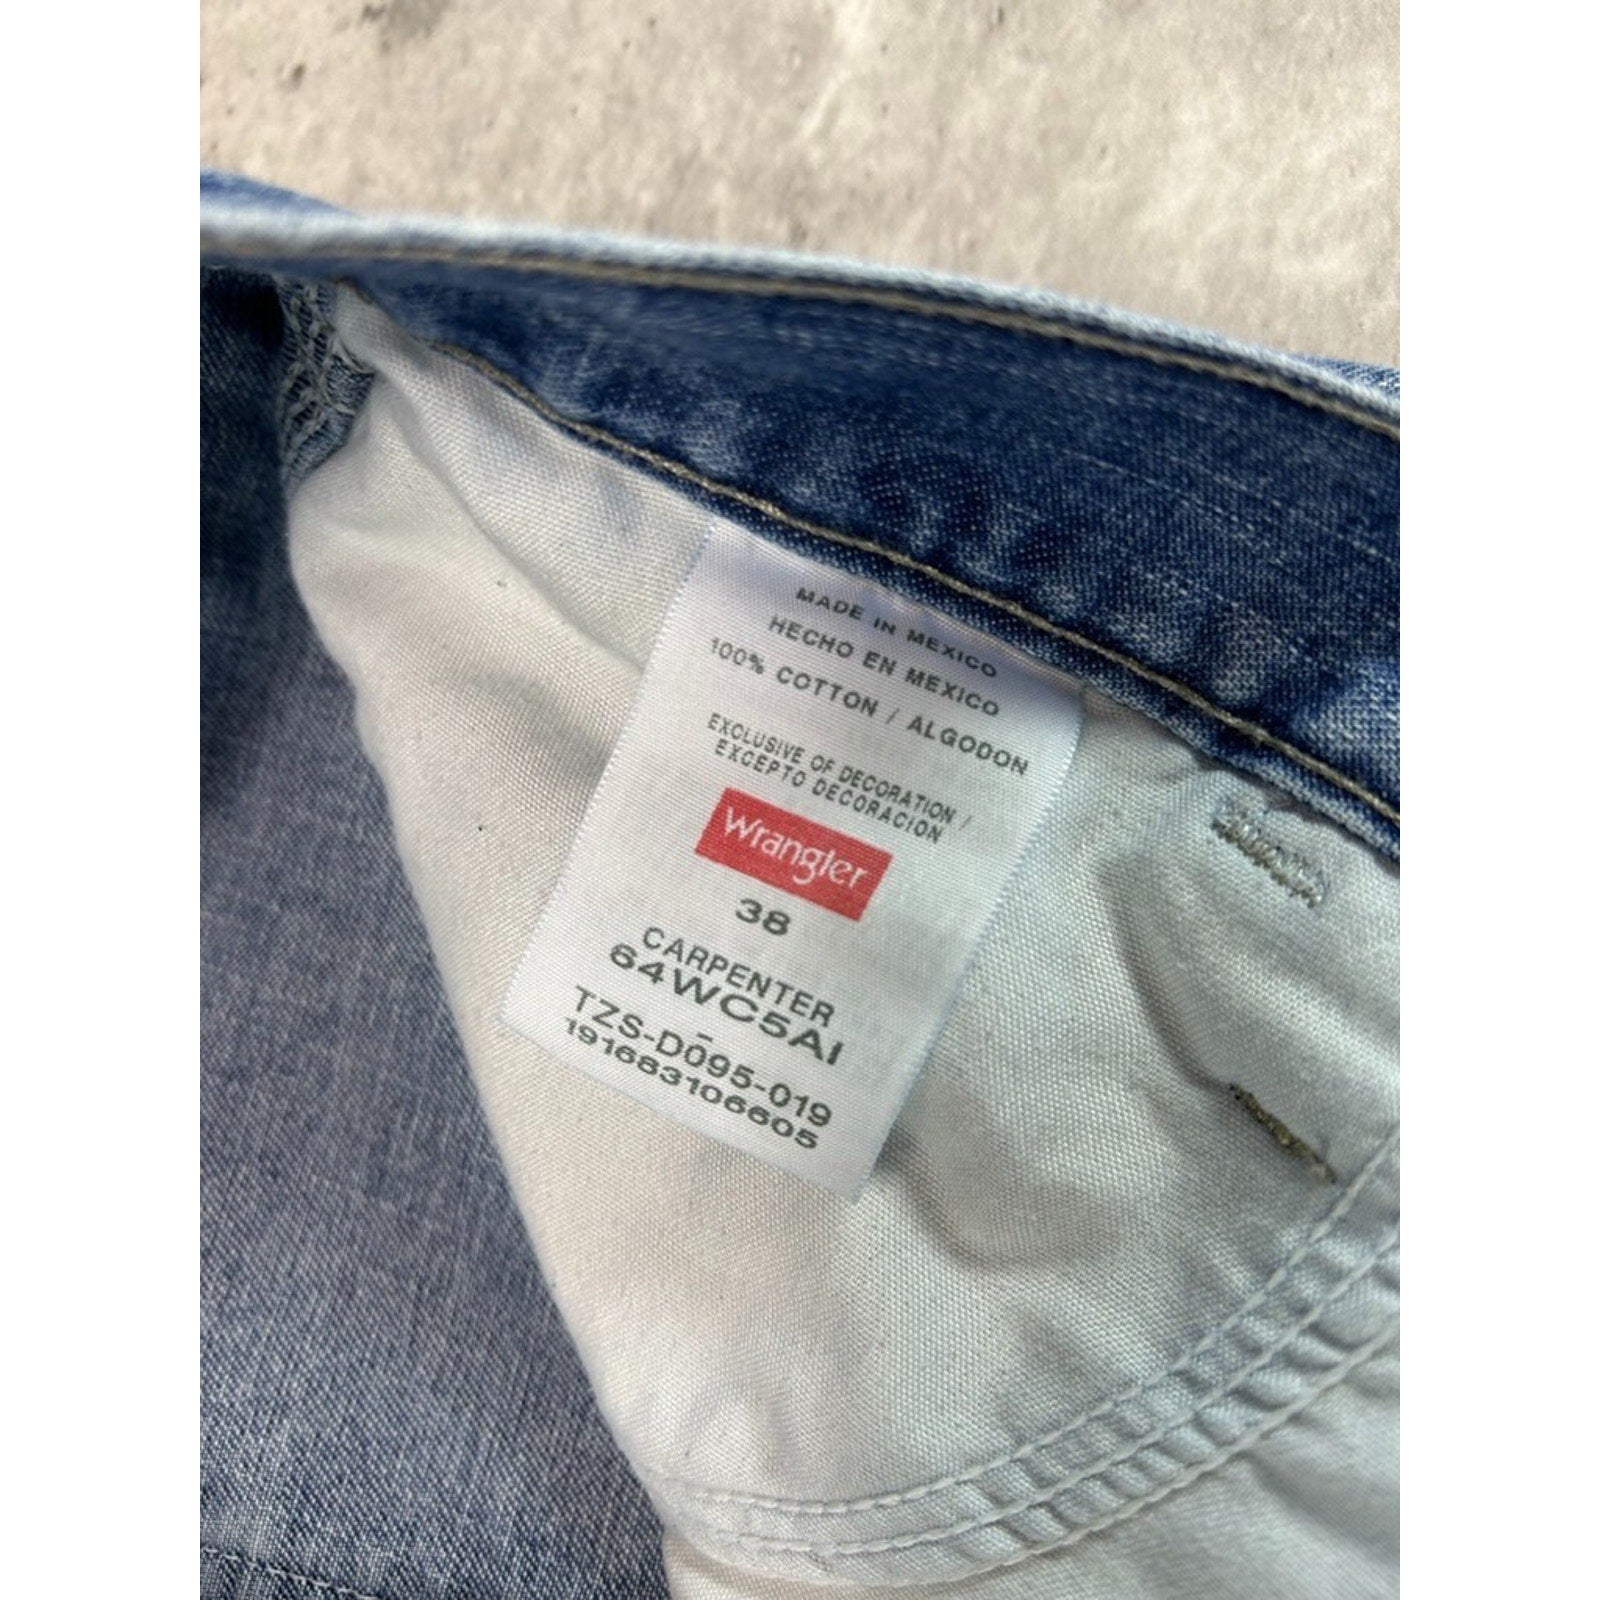 MADE IN MEXICO
HECHO EN MEXICO
100% COTTON / ALGODON
EXCLUSIVE OF DECORATION /
EXCEPTO DECORACION
Wrangler
38
CARPENTER
64WC5AI
TZS-D095-019
191683106605